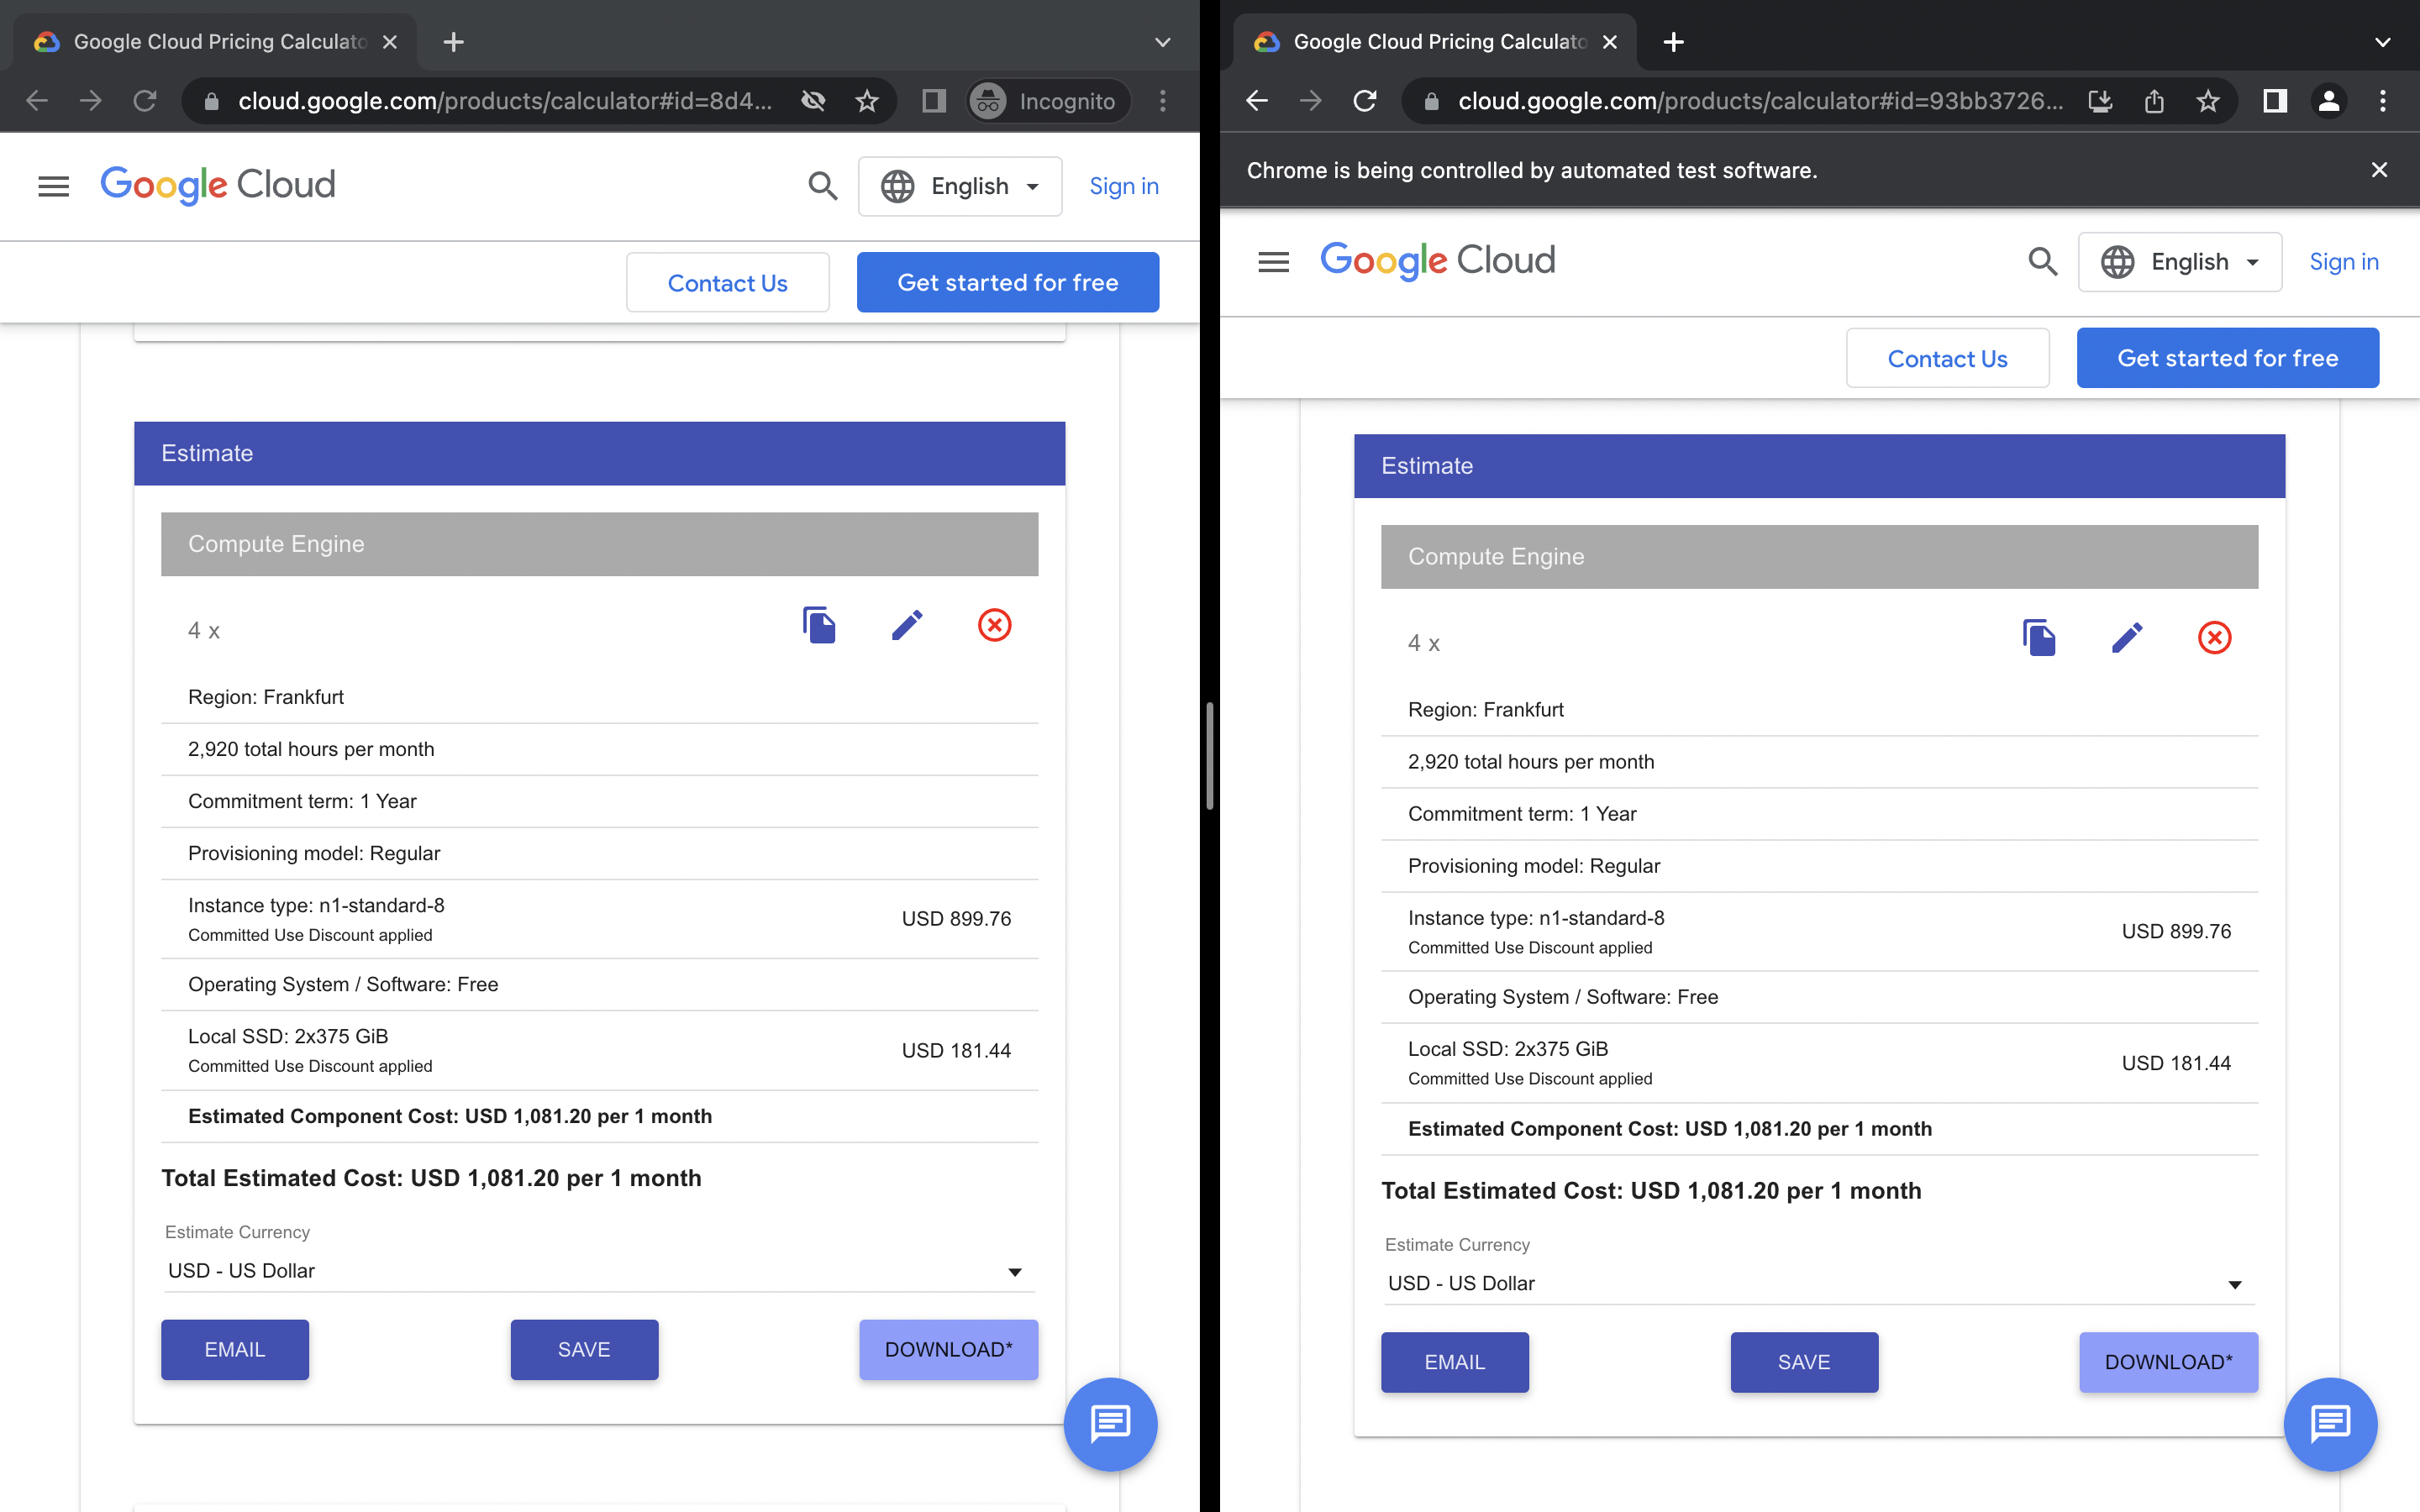 Google Cloud Pricing Calculato
cloud.google.com/products/calculator#id=8d4...
Incognito
Google Cloud
English
Sign in
Contact Us
Get started for free
Estimate
Compute Engine
4 x
Region: Frankfurt
2,920 total hours per month
Commitment term: 1 Year
Provisioning model: Regular
Instance type: n1-standard-8
Committed Use Discount applied
USD 899.76
Operating System / Software: Free
Local SSD: 2x375 GiB
Committed Use Discount applied
USD 181.44
Estimated Component Cost: USD 1,081.20 per 1 month
Total Estimated Cost: USD 1,081.20 per 1 month
Estimate Currency
USD - US Dollar
EMAIL
SAVE
DOWNLOAD*
Google Cloud Pricing Calculato
cloud.google.com/products/calculator#id=93bb3726...
Chrome is being controlled by automated test software.
Google Cloud
English
Sign in
Contact Us
Get started for free
Estimate
Compute Engine
4 x
Region: Frankfurt
2,920 total hours per month
Commitment term: 1 Year
Provisioning model: Regular
Instance type: n1-standard-8
Committed Use Discount applied
USD 899.76
Operating System / Software: Free
Local SSD: 2x375 GiB
Committed Use Discount applied
USD 181.44
Estimated Component Cost: USD 1,081.20 per 1 month
Total Estimated Cost: USD 1,081.20 per 1 month
Estimate Currency
USD - US Dollar
EMAIL
SAVE
DOWNLOAD*